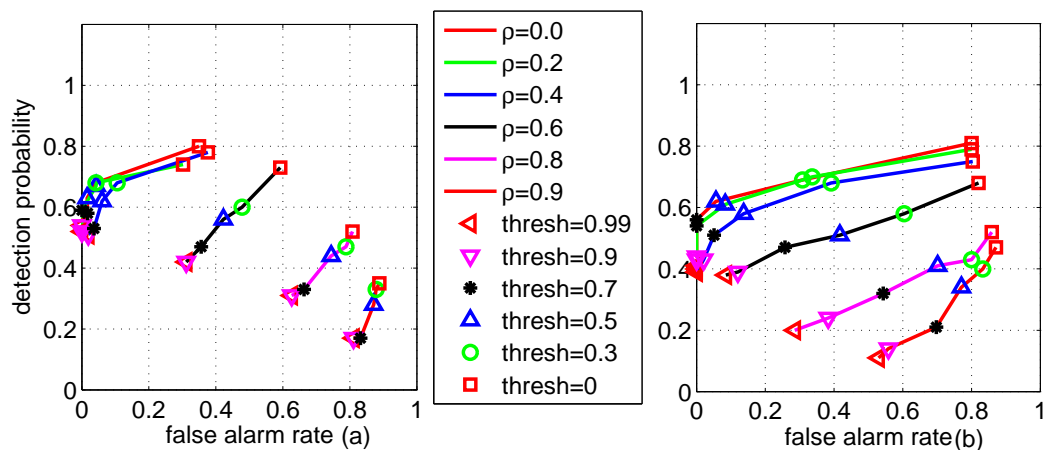 detection probability
1
0.8
0.6
0.4
0.2
0
0 0.2 0.4 0.6 0.8 1
false alarm rate (a)
ρ=0.0
ρ=0.2
ρ=0.4
ρ=0.6
ρ=0.8
ρ=0.9
thresh=0.99
thresh=0.9
thresh=0.7
thresh=0.5
thresh=0.3
thresh=0
1
0.8
0.6
0.4
0.2
0
0 0.2 0.4 0.6 0.8 1
false alarm rate (b)